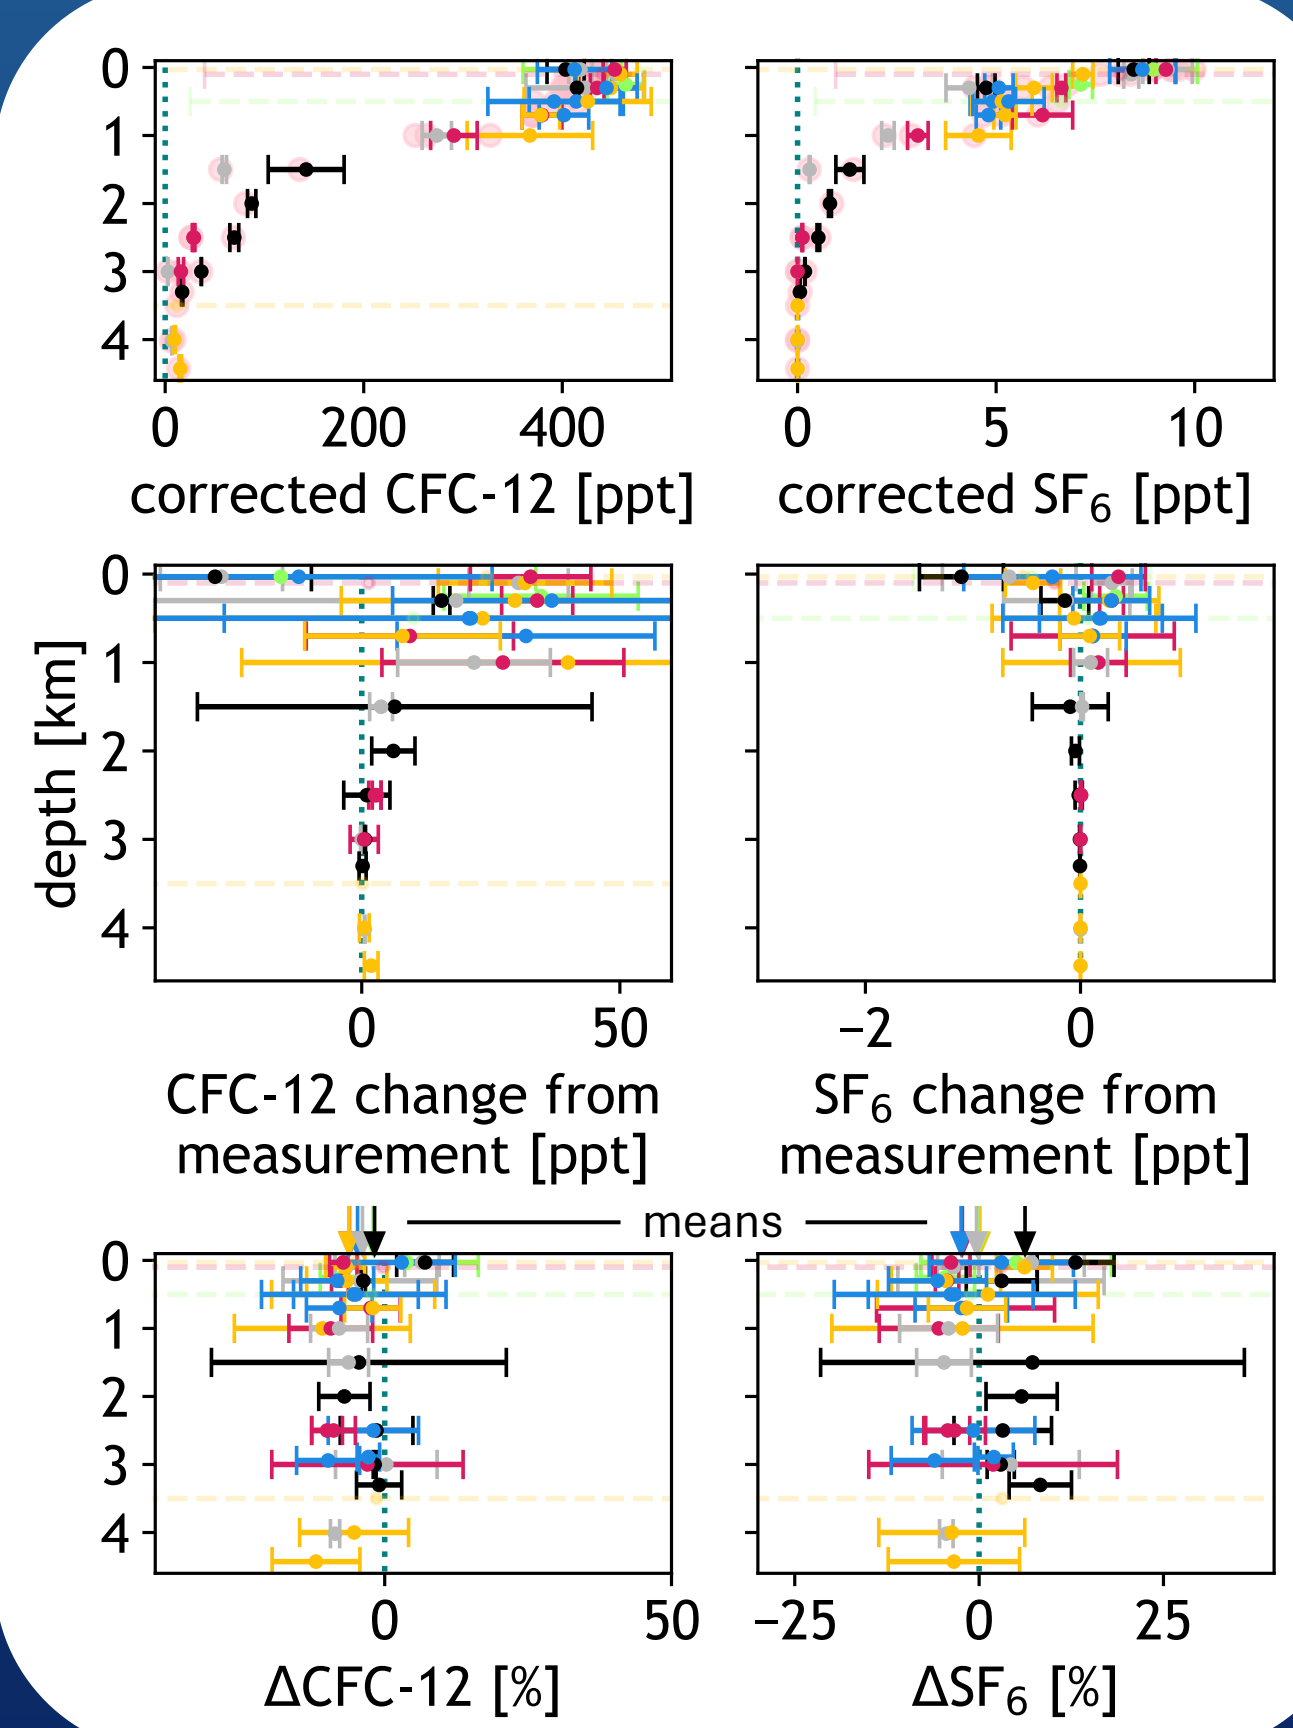 0
1
2
3
4
0 200 400
0 5 10
corrected CFC-12 [ppt]
corrected SF₆ [ppt]
depth [km]
0
1
2
3
4
0 50
−2 0
CFC-12 change from
measurement [ppt]
SF₆ change from
measurement [ppt]
means
0
1
2
3
4
0 50
−25 0 25
ΔCFC-12 [%]
ΔSF₆ [%]